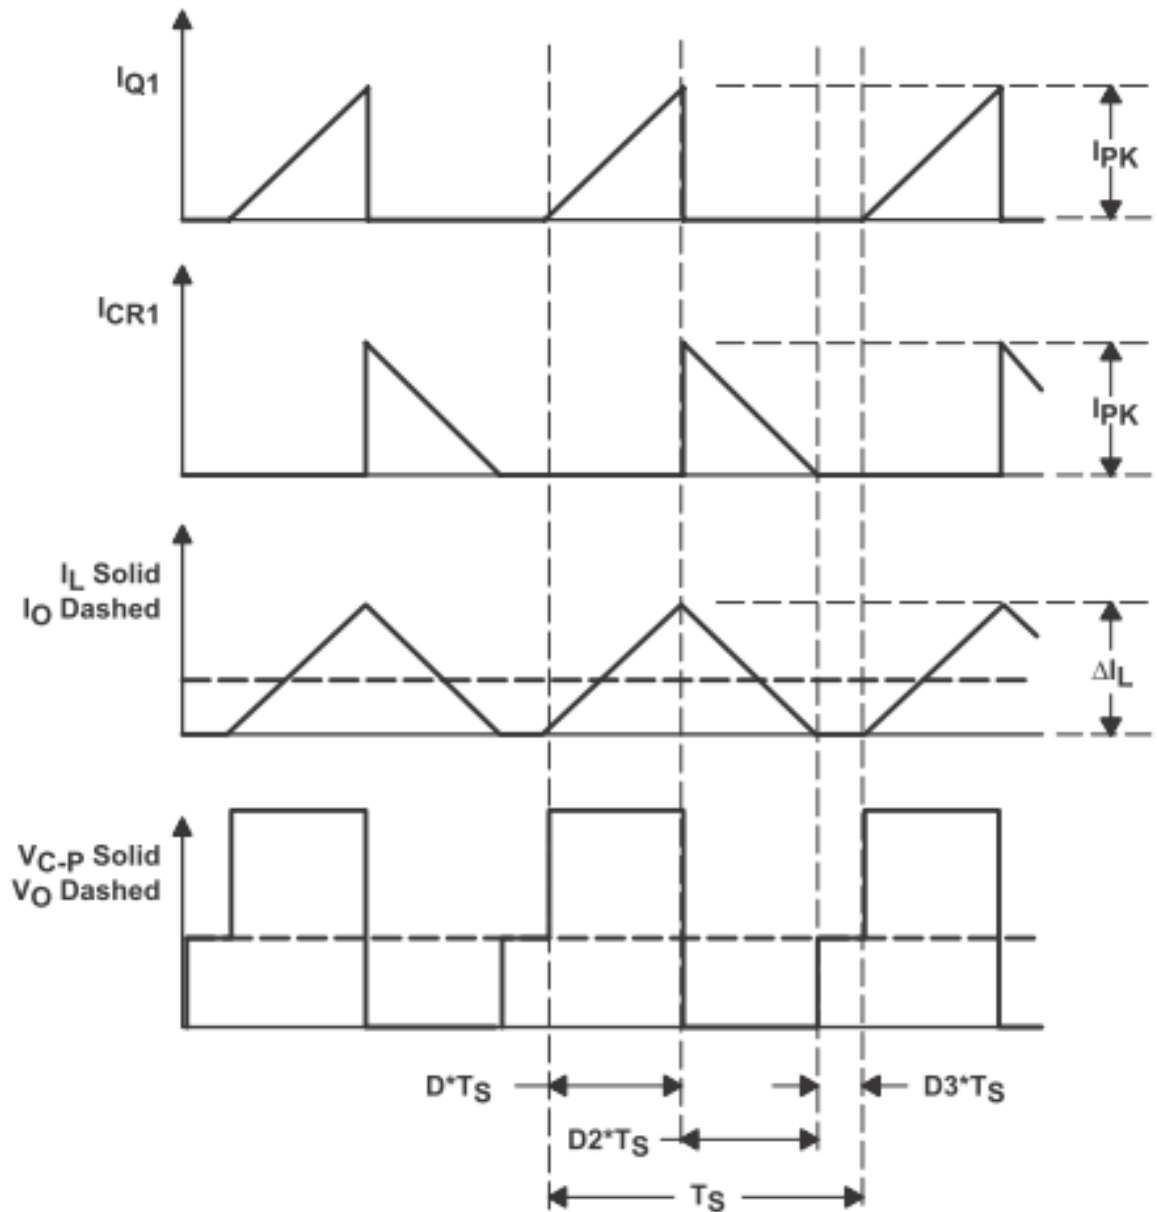 IQ1
IPK
ICR1
IPK
IL Solid
IO Dashed
ΔIL
VC-P Solid
VO Dashed
D*TS
D3*TS
D2*TS
TS